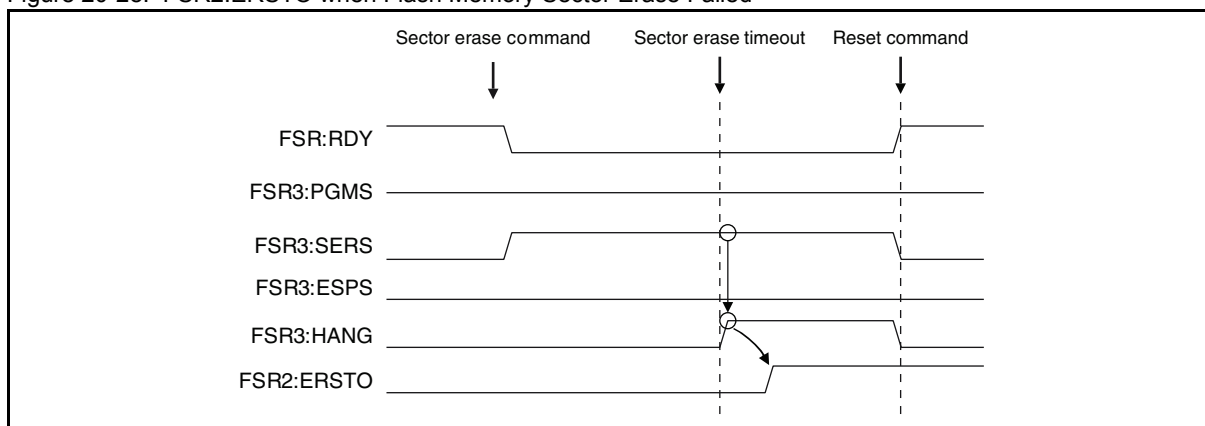 Sector erase command Sector erase timeout Reset command
FSR:RDY
FSR3:PGMS
FSR3:SERS
FSR3:ESPS
FSR3:HANG
FSR2:ERSTO